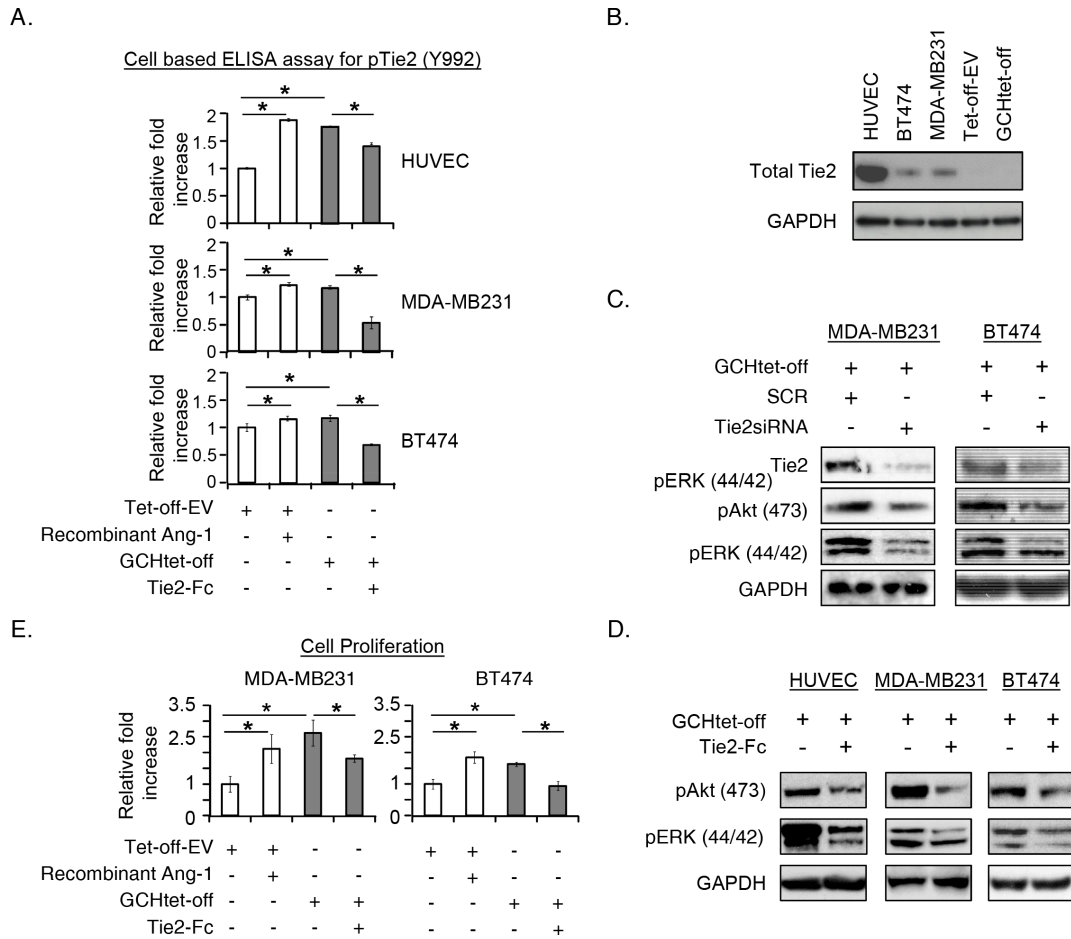 A.
Cell based ELISA assay for pTie2 (Y992)
Relative fold
increase
2
1.5
1
0.5
0
* * *
HUVEC
Relative fold
increase
2
1.5
1
0.5
0
* * *
MDA-MB231
Relative fold
increase
2
1.5
1
0.5
0
* * *
BT474
Tet-off-EV + + - -
Recombinant Ang-1 - + - -
GCHtet-off - - + +
Tie2-Fc - - - +
B.
HUVEC
BT474
MDA-MB231
Tet-off-EV
GCHtet-off
Total Tie2
GAPDH
C.
MDA-MB231 BT474
GCHtet-off + + + +
SCR + - + -
Tie2siRNA - + - +
Tie2
pERK (44/42)
pAkt (473)
pERK (44/42)
GAPDH
E.
Cell Proliferation
MDA-MB231 BT474
Relative fold
increase
3.5
2.5
1
0
* * *
3.5
2.5
1
0
* * *
Tet-off-EV + + - - + + - -
Recombinant Ang-1 - + - - - + - -
GCHtet-off - - + + - - + +
Tie2-Fc - - - + - - - +
D.
HUVEC MDA-MB231 BT474
GCHtet-off + + + + + +
Tie2-Fc - + - + - +
pAkt (473)
pERK (44/42)
GAPDH